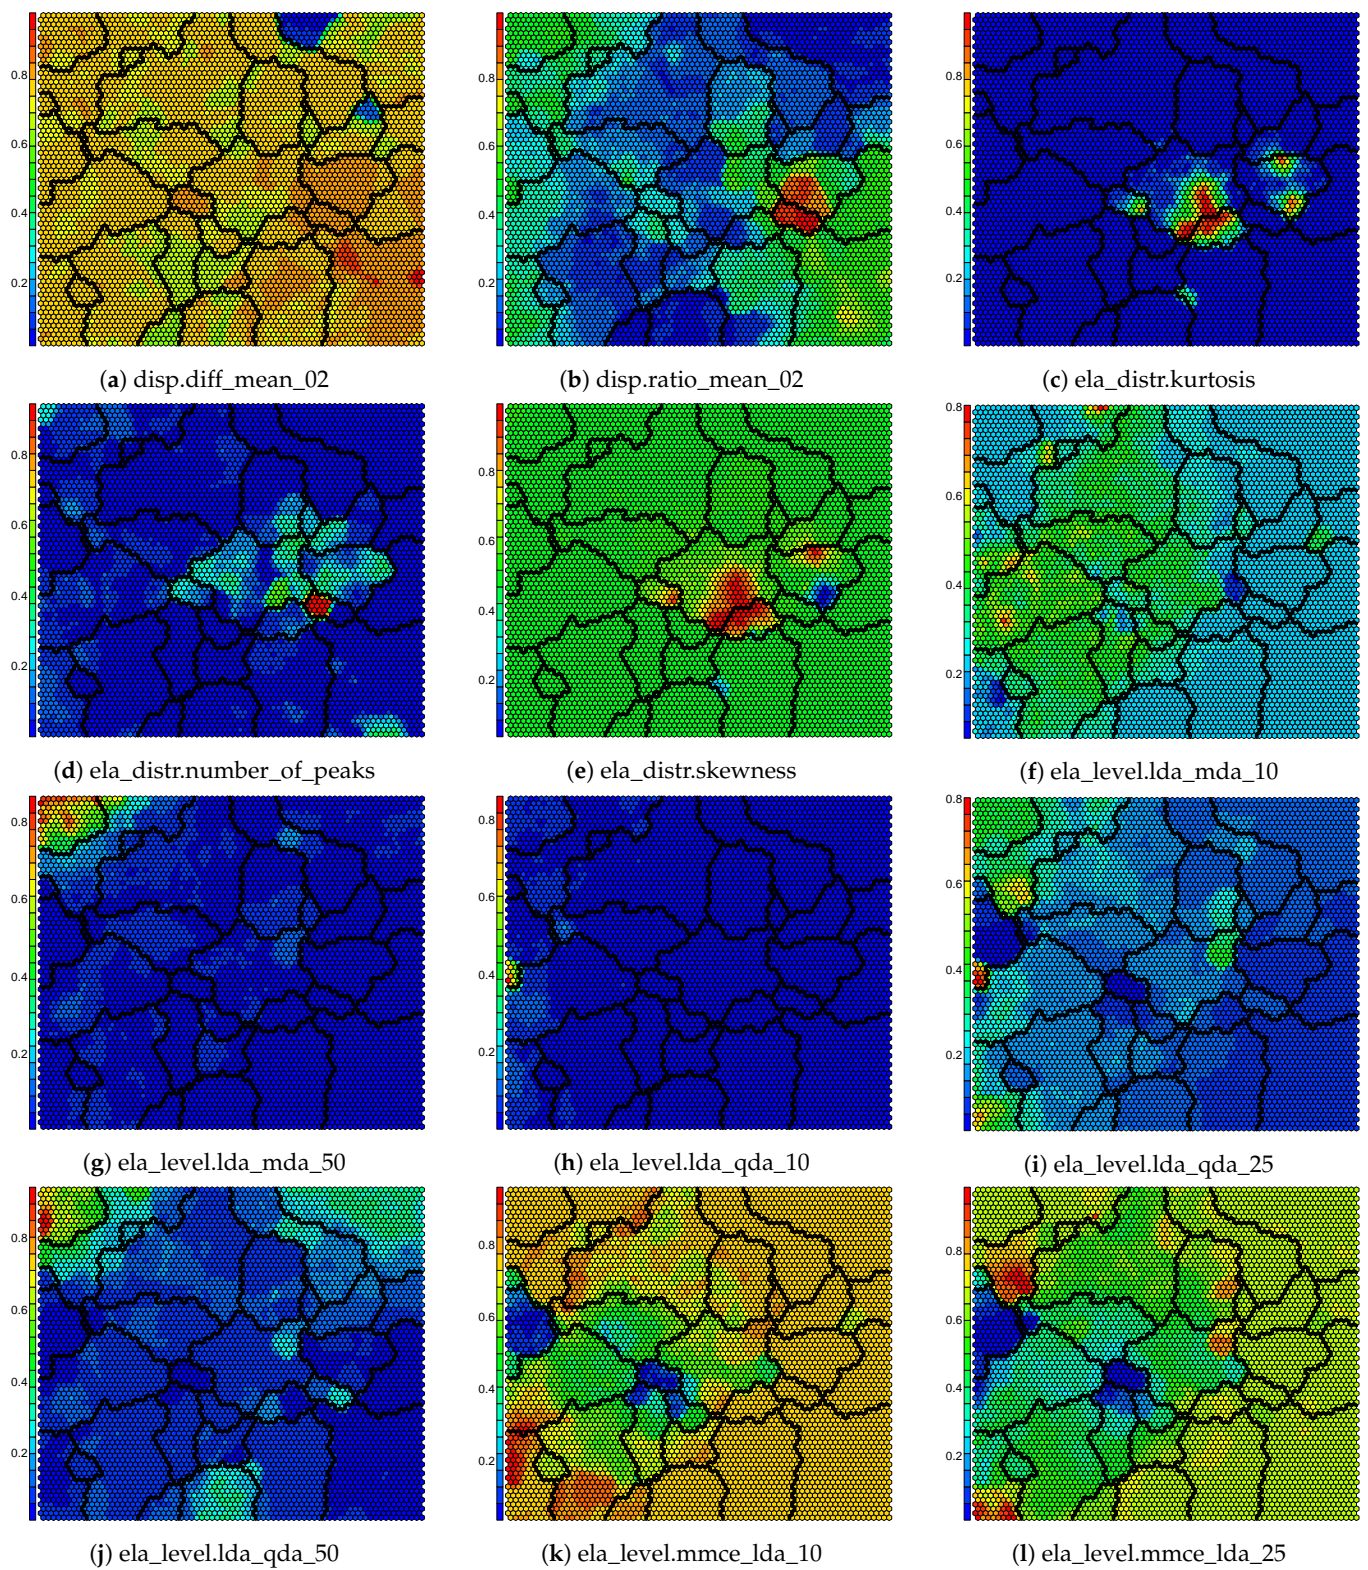 0.8 0.8 0.8
0.6 0.6 0.6
0.4 0.4 0.4
0.2 0.2 0.2
(a) disp.diff_mean_02 (b) disp.ratio_mean_02 (c) ela_distr.kurtosis
0.8 0.8 0.8
0.6 0.6 0.6
0.4 0.4 0.4
0.2 0.2 0.2
(d) ela_distr.number_of_peaks (e) ela_distr.skewness (f) ela_level.lda_mda_10
0.8 0.8 0.8
0.6 0.6 0.6
0.4 0.4 0.4
0.2 0.2 0.2
(g) ela_level.lda_mda_50 (h) ela_level.lda_qda_10 (i) ela_level.lda_qda_25
0.8 0.8 0.8
0.6 0.6 0.6
0.4 0.4 0.4
0.2 0.2 0.2
(j) ela_level.lda_qda_50 (k) ela_level.mmce_lda_10 (l) ela_level.mmce_lda_25